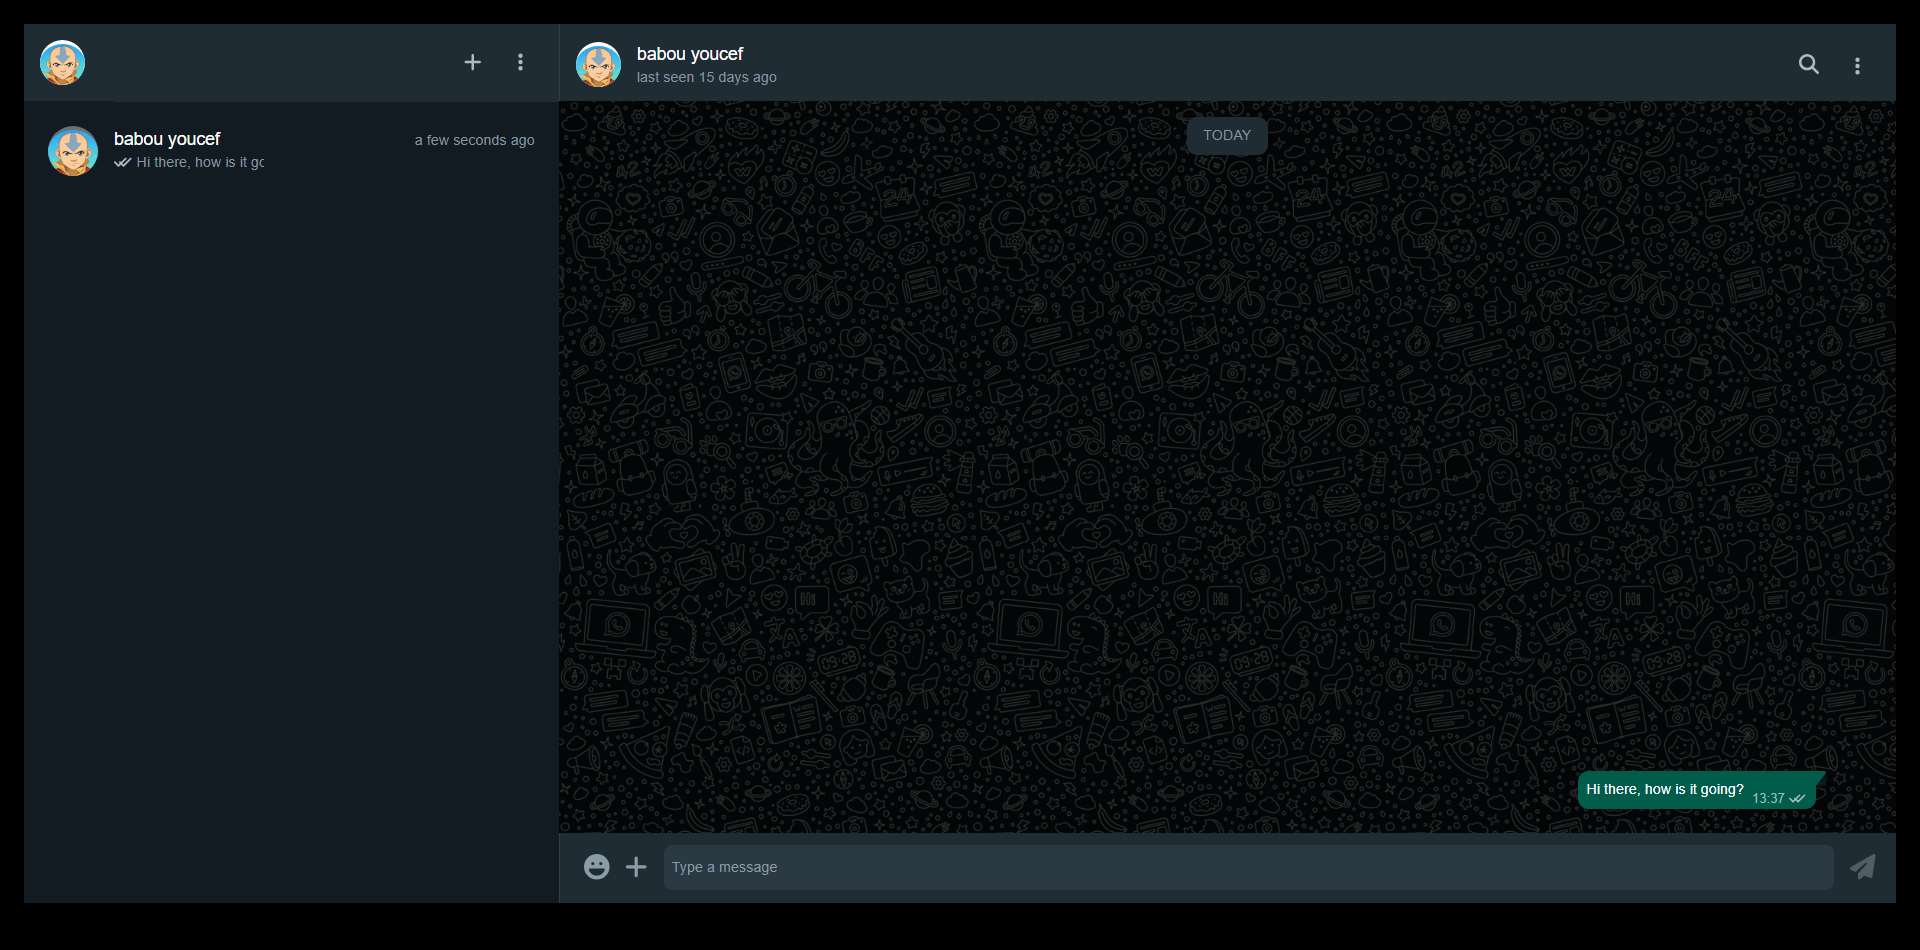 babou youcef
a few seconds ago
Hi there, how is it go
babou youcef
last seen 15 days ago
TODAY
Hi there, how is it going?
13:37
Type a message